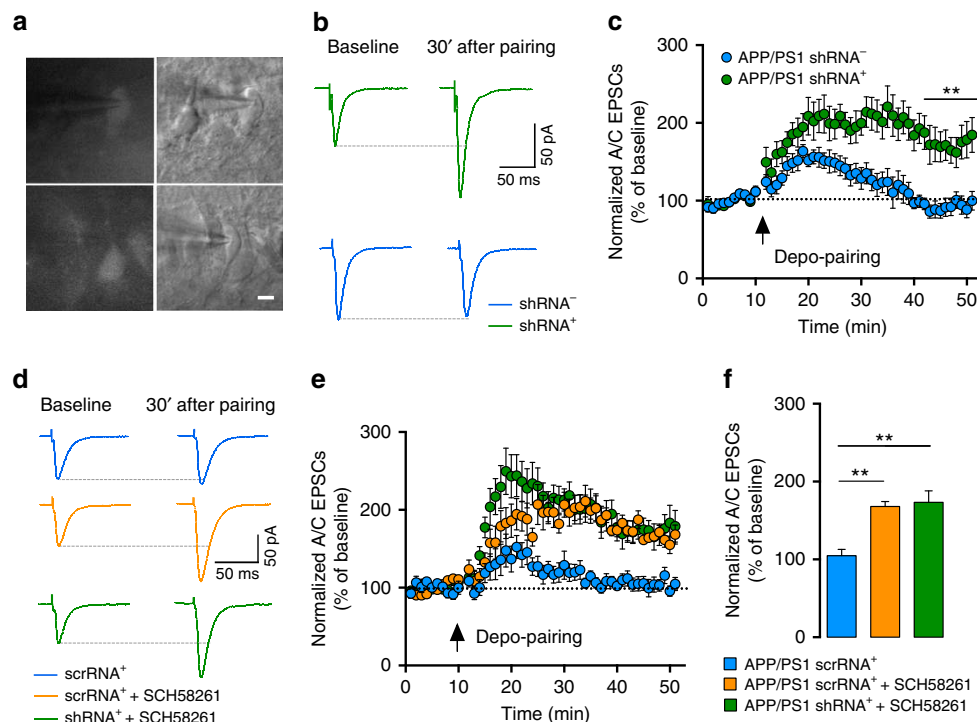 a
b
Baseline 30′ after pairing
50 pA
50 ms
shRNA⁻
shRNA⁺
c
APP/PS1 shRNA⁻
APP/PS1 shRNA⁺
**
Normalized A/C EPSCs
(% of baseline)
300
200
100
0
Depo-pairing
0 10 20 30 40 50
Time (min)
d
Baseline 30′ after pairing
50 pA
50 ms
scrRNA⁺
scrRNA⁺ + SCH58261
shRNA⁺ + SCH58261
e
Normalized A/C EPSCs
(% of baseline)
300
200
100
0
Depo-pairing
0 10 20 30 40 50
Time (min)
f
Normalized A/C EPSCs
(% of baseline)
300
200
100
0
**
**
APP/PS1 scrRNA⁺
APP/PS1 scrRNA⁺ + SCH58261
APP/PS1 shRNA⁺ + SCH58261